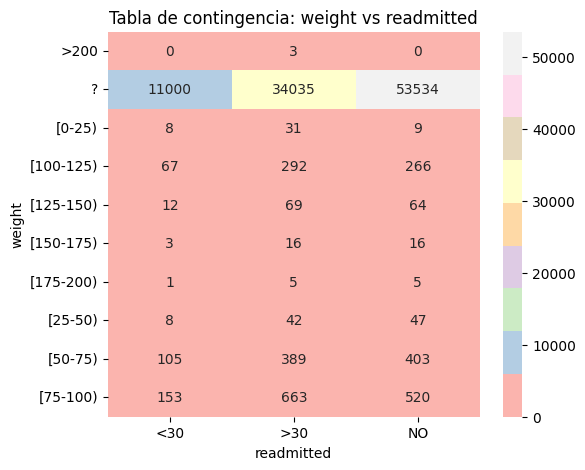 Tabla de contingencia: weight vs readmitted
>200 0 3 0
? 11000 34035 53534
[0-25) 8 31 9
[100-125) 67 292 266
[125-150) 12 69 64
[150-175) 3 16 16
[175-200) 1 5 5
[25-50) 8 42 47
[50-75) 105 389 403
[75-100) 153 663 520
<30 >30 NO
readmitted
weight
50000
40000
30000
20000
10000
0